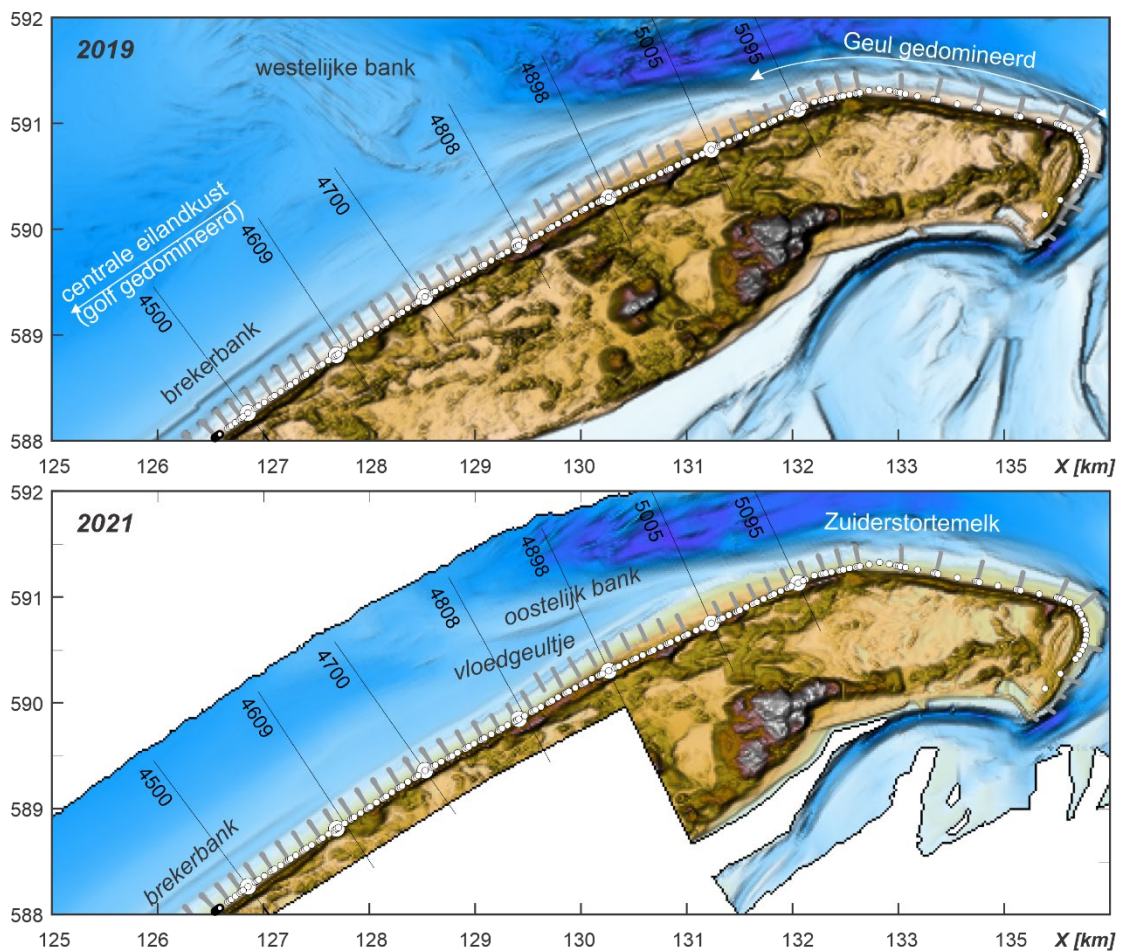 592
2019
westelijke bank
5005
5095
Geul gedomineerd
4898
591
4808
4700
590
centrale eilandkust
(golf gedomineerd)
4609
4500
589
brekerbank
588
125 126 127 128 129 130 131 132 133 134 135 X [km]
592
2021
5005
5095
Zuiderstortemelk
4898
591
oostelijk bank
4808
vloedgeultje
4700
590
4609
4500
589
brekerbank
588
125 126 127 128 129 130 131 132 133 134 135 X [km]